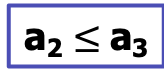 a₂ ≤ a₃